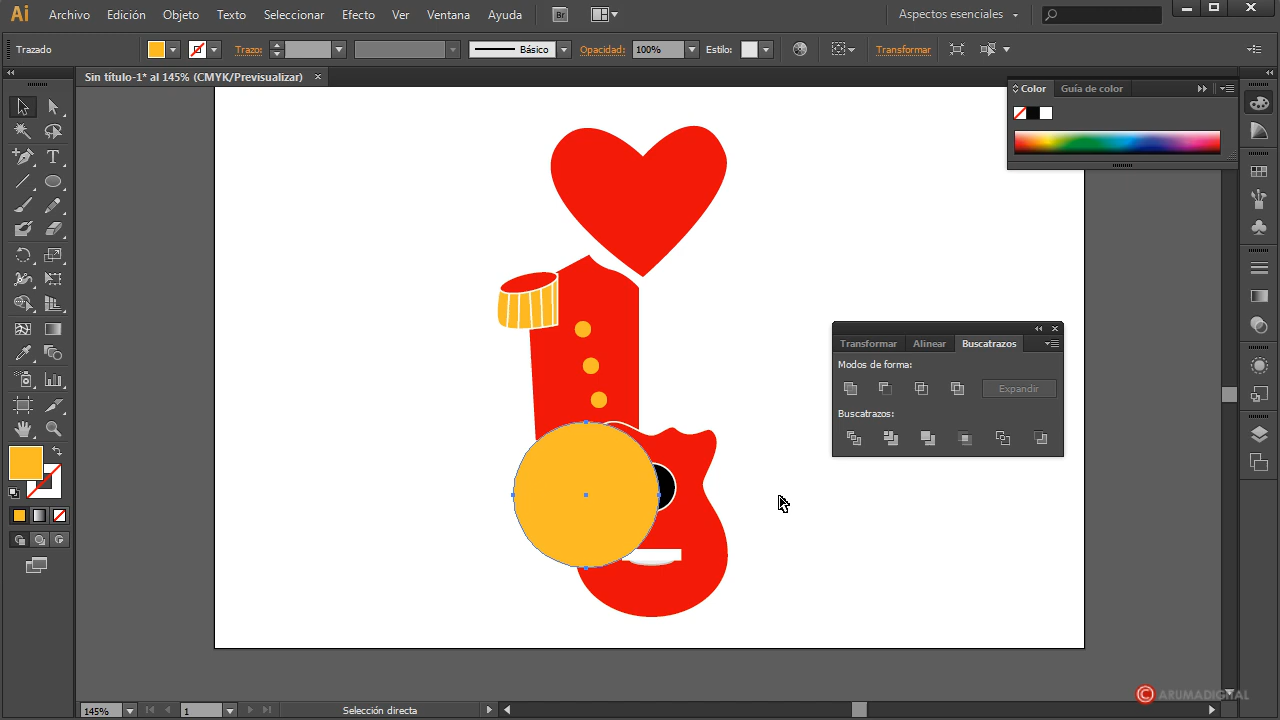 Ai Archivo Edición Objeto Texto Seleccionar Efecto Ver Ventana Ayuda Br Aspectos esenciales
Trazado Trazo: Básico Opacidad: 100% Estilo: Transformar
Sin título-1* al 145% (CMYK/Previsualizar) ×
Color Guía de color
T
Transformar Alinear Buscatrazos
Modos de forma:
Expandir
Buscatrazos:
© ARUMADIGITAL
145% 1 Selección directa